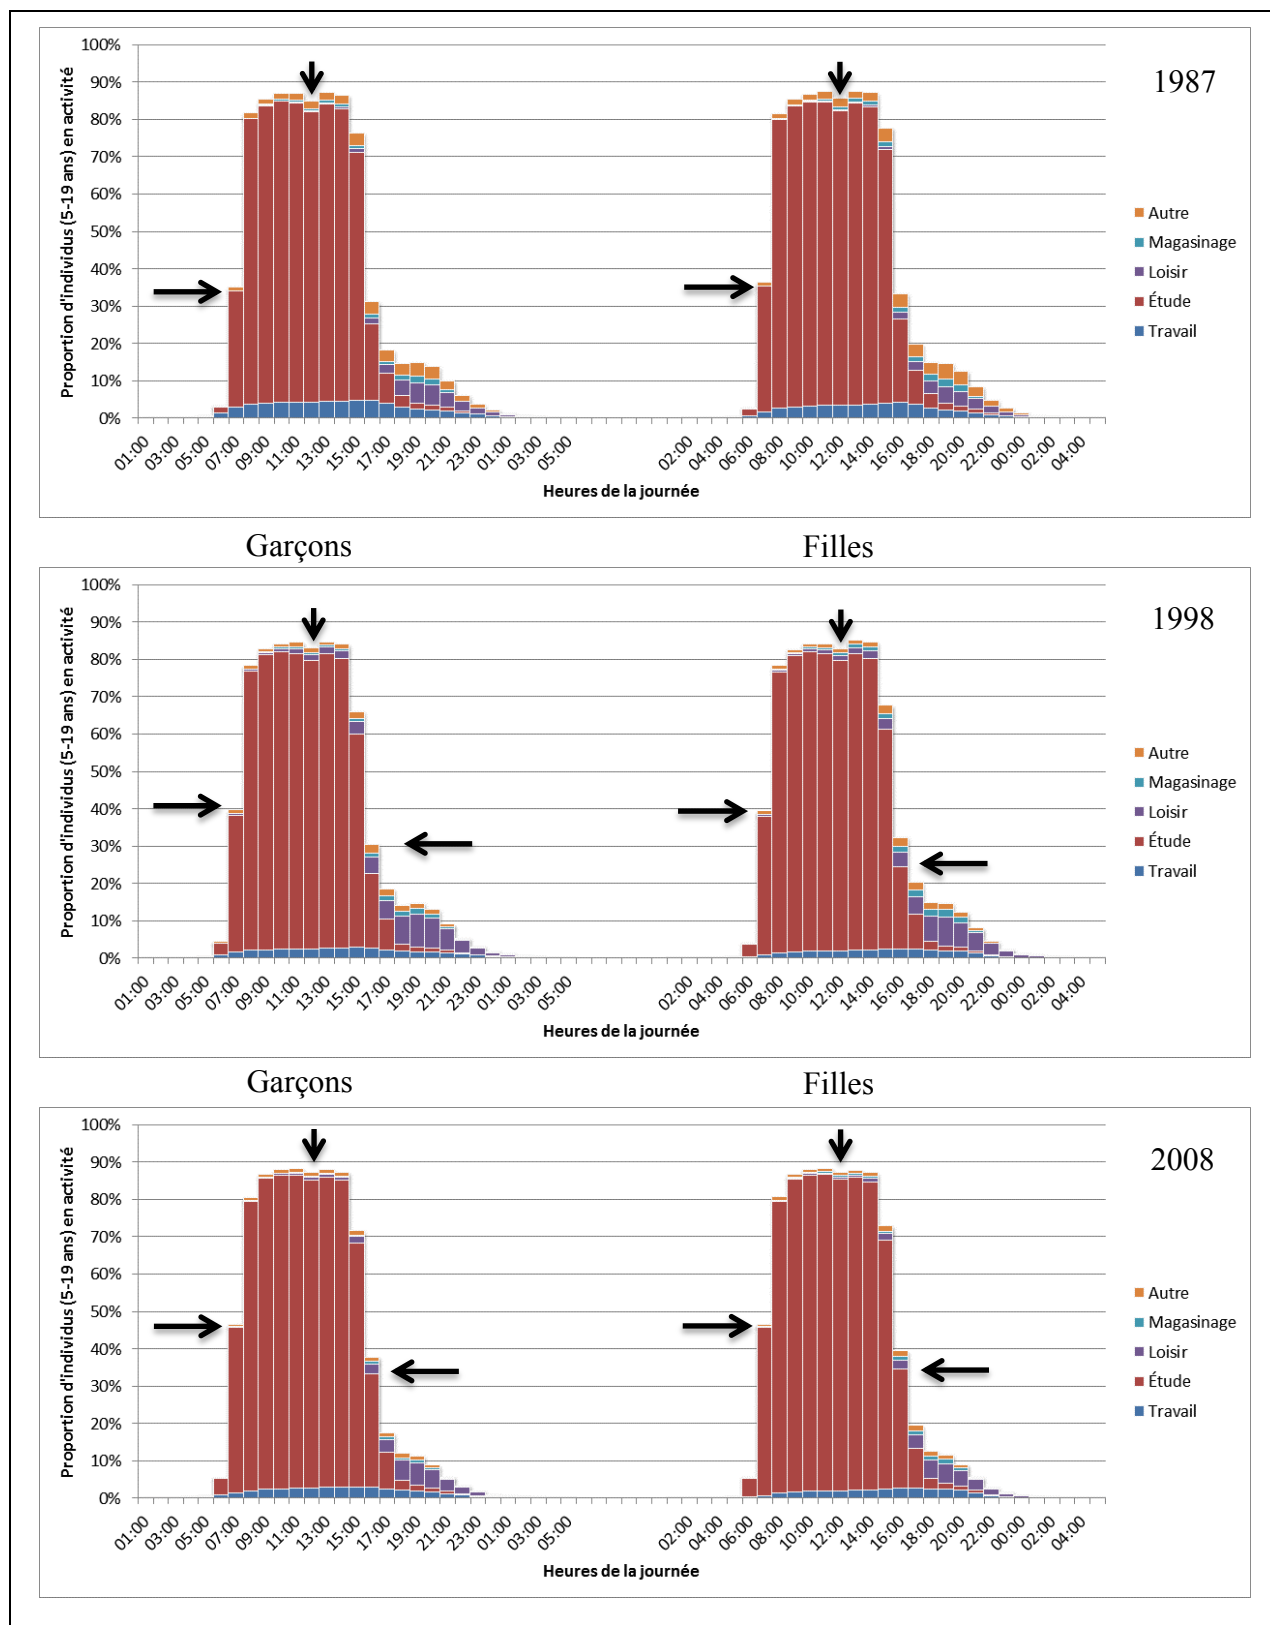 1987
Proportion d'individus (5-19 ans) en activité
100%
90%
80%
70%
60%
50%
40%
30%
20%
10%
0%
Autre
Magasinage
Loisir
Étude
Travail
01:00 03:00 05:00 07:00 09:00 11:00 13:00 15:00 17:00 19:00 21:00 23:00 01:00 03:00 05:00 02:00 04:00 06:00 08:00 10:00 12:00 14:00 16:00 18:00 20:00 22:00 00:00 02:00 04:00
Heures de la journée
Garçons Filles
1998
Proportion d'individus (5-19 ans) en activité
100%
90%
80%
70%
60%
50%
40%
30%
20%
10%
0%
Autre
Magasinage
Loisir
Étude
Travail
01:00 03:00 05:00 07:00 09:00 11:00 13:00 15:00 17:00 19:00 21:00 23:00 01:00 03:00 05:00 02:00 04:00 06:00 08:00 10:00 12:00 14:00 16:00 18:00 20:00 22:00 00:00 02:00 04:00
Heures de la journée
Garçons Filles
2008
Proportion d'individus (5-19 ans) en activité
100%
90%
80%
70%
60%
50%
40%
30%
20%
10%
0%
Autre
Magasinage
Loisir
Étude
Travail
01:00 03:00 05:00 07:00 09:00 11:00 13:00 15:00 17:00 19:00 21:00 23:00 01:00 03:00 05:00 02:00 04:00 06:00 08:00 10:00 12:00 14:00 16:00 18:00 20:00 22:00 00:00 02:00 04:00
Heures de la journée